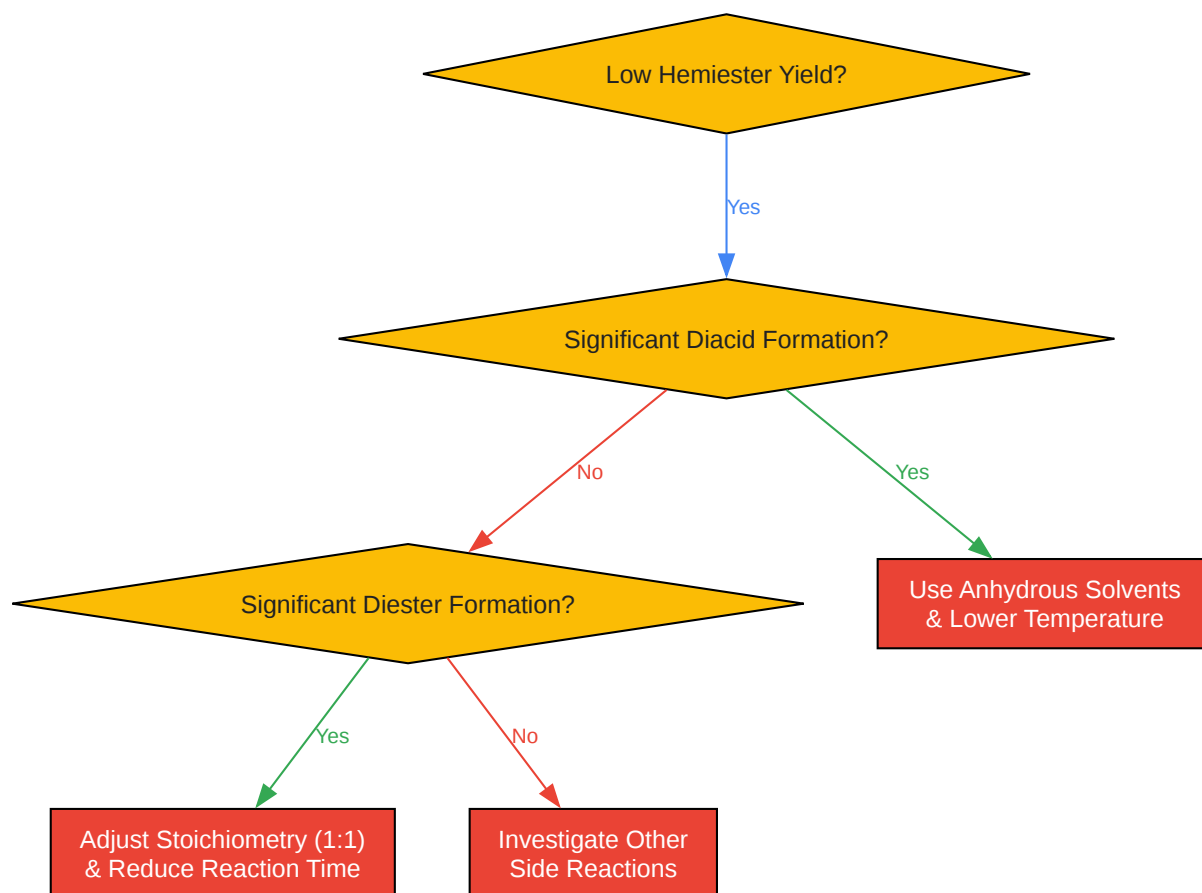 Low Hemiester Yield?
Yes
Significant Diacid Formation?
No
Yes
Significant Diester Formation?
Use Anhydrous Solvents
& Lower Temperature
Yes
No
Adjust Stoichiometry (1:1)
& Reduce Reaction Time
Investigate Other
Side Reactions